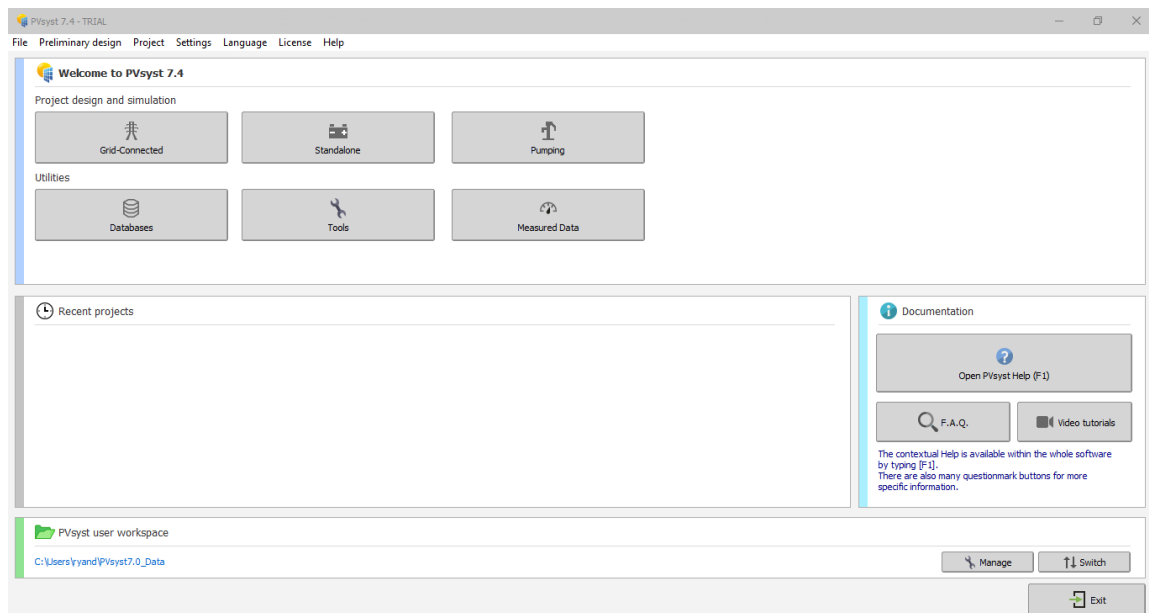 PVsyst 7.4 - TRIAL
File Preliminary design Project Settings Language License Help
Welcome to PVsyst 7.4
Project design and simulation
Grid-Connected
Standalone
Pumping
Utilities
Databases
Tools
Measured Data
Recent projects
Documentation
Open PVsyst Help (F1)
F.A.Q.
Video tutorials
The contextual Help is available within the whole software
by typing [F1].
There are also many questionmark buttons for more
specific information.
PVsyst user workspace
C:\Users\ryand\PVsyst7.0_Data
Manage
Switch
Exit